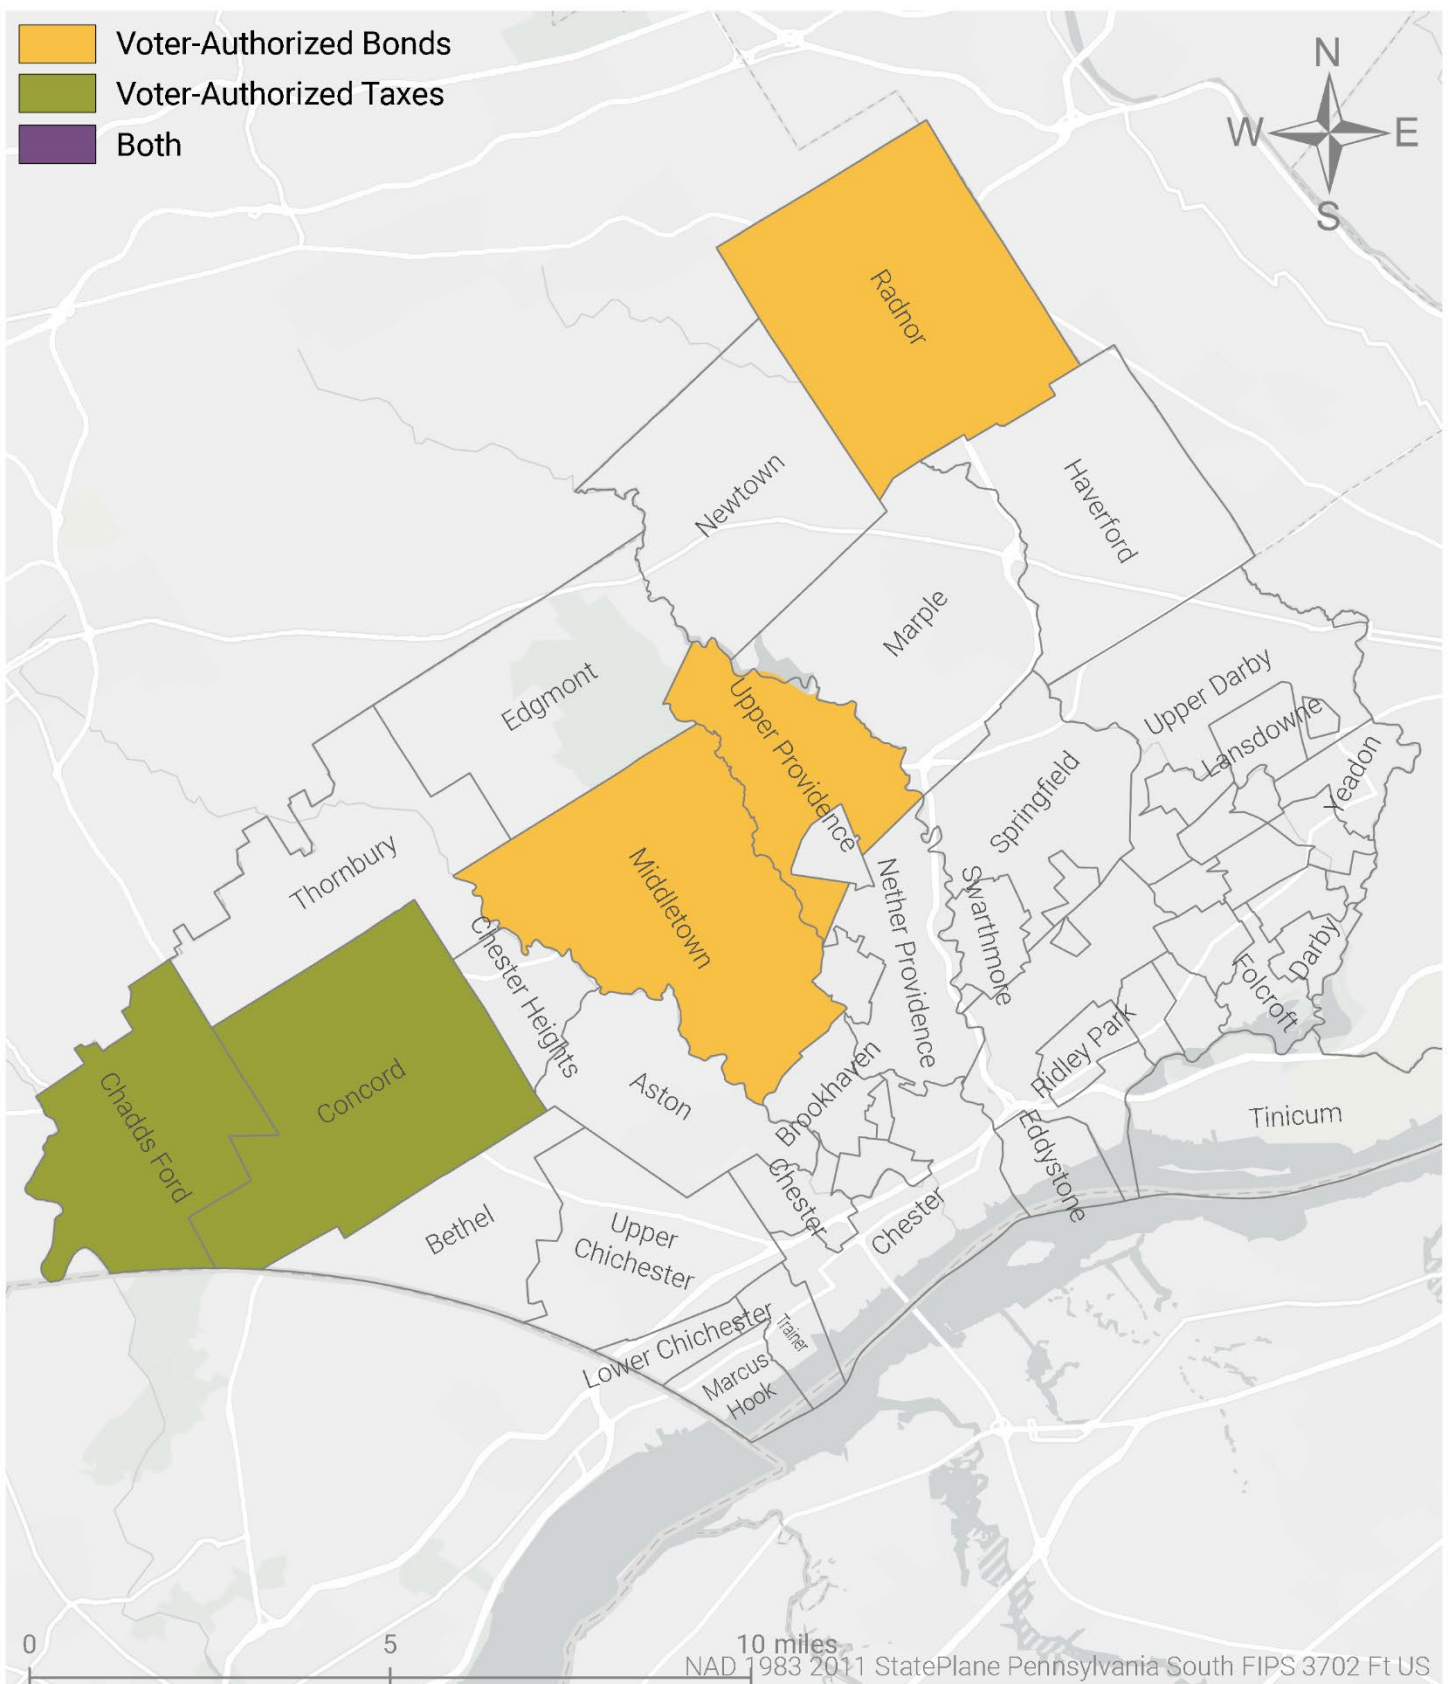 Voter-Authorized Bonds
Voter-Authorized Taxes
Both
N
W E
S
Radnor
Newtown
Haverford
Marple
Edgmont
Upper Providence
Upper Darby
Lansdowne
Yeadon
Springfield
Thornbury
Middletown
Nether Providence
Swarthmore
Chester Heights
Darby
Folcroft
Ridley Park
Concord
Chadds Ford
Aston
Brookhaven
Tinicum
Eddystone
Chester
Chester
Bethel
Upper
Chichester
Lower Chichester
Trainer
Marcus
Hook
0 5 10 miles
NAD 1983 2011 StatePlane Pennsylvania South FIPS 3702 Ft US